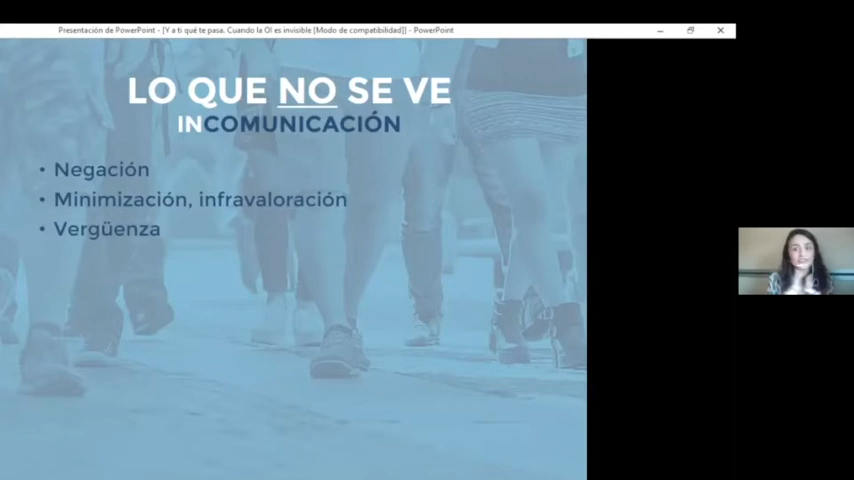 Presentación de PowerPoint - [Y a ti qué te pasa. Cuando la OI es invisible [Modo de compatibilidad]] - PowerPoint
LO QUE NO SE VE
INCOMUNICACIÓN
• Negación
• Minimización, infravaloración
• Vergüenza